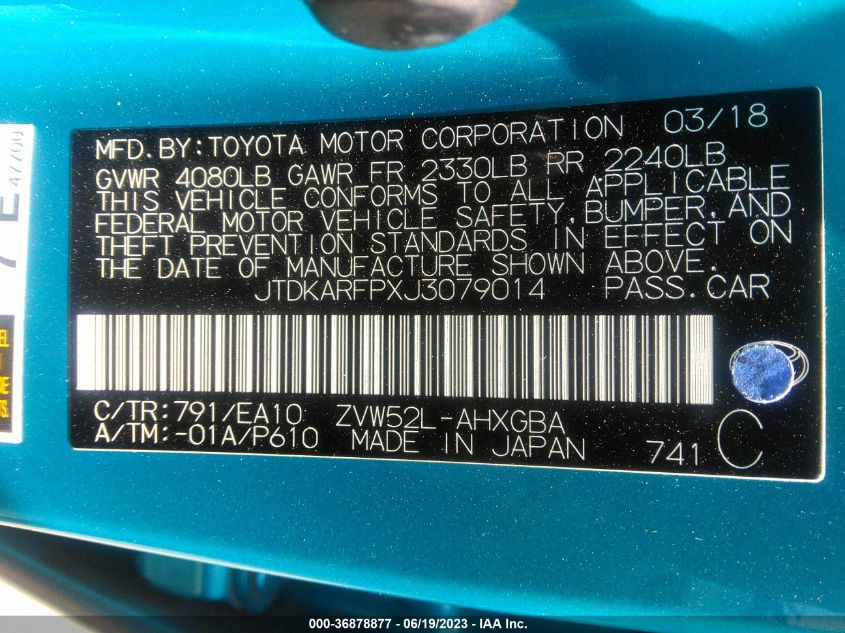 MFD. BY: TOYOTA MOTOR CORPORATION 03/18
GVWR 4080LB GAWR FR 2330LB RR 2240LB
THIS VEHICLE CONFORMS TO ALL APPLICABLE
FEDERAL MOTOR VEHICLE SAFETY, BUMPER, AND
THEFT PREVENTION STANDARDS IN EFFECT ON
THE DATE OF MANUFACTURE SHOWN ABOVE.
JTDKARFPXJ3079014 PASS. CAR
C/TR: 791/EA10 ZVW52L-AHXGBA
A/TM: -01A/P610 MADE IN JAPAN 741 C
47700
000-36878877 - 06/19/2023 - IAA Inc.